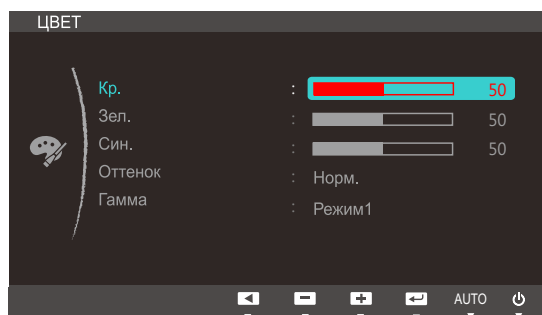 ЦВЕТ
Кр. : 50
Зел. : 50
Син. : 50
Оттенок : Норм.
Гамма : Режим1
AUTO